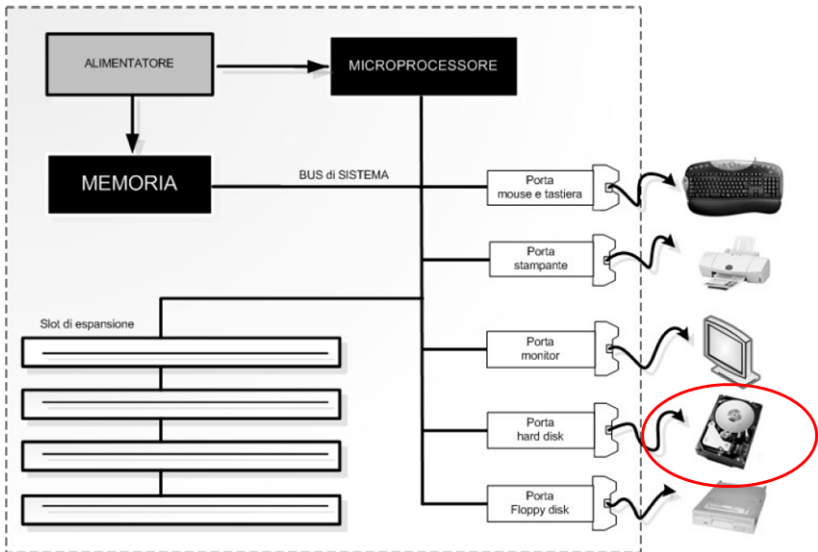 ALIMENTATORE
MICROPROCESSORE
MEMORIA
BUS di SISTEMA
Porta
mouse e tastiera
Porta
stampante
Slot di espansione
Porta
monitor
Porta
hard disk
Porta
Floppy disk